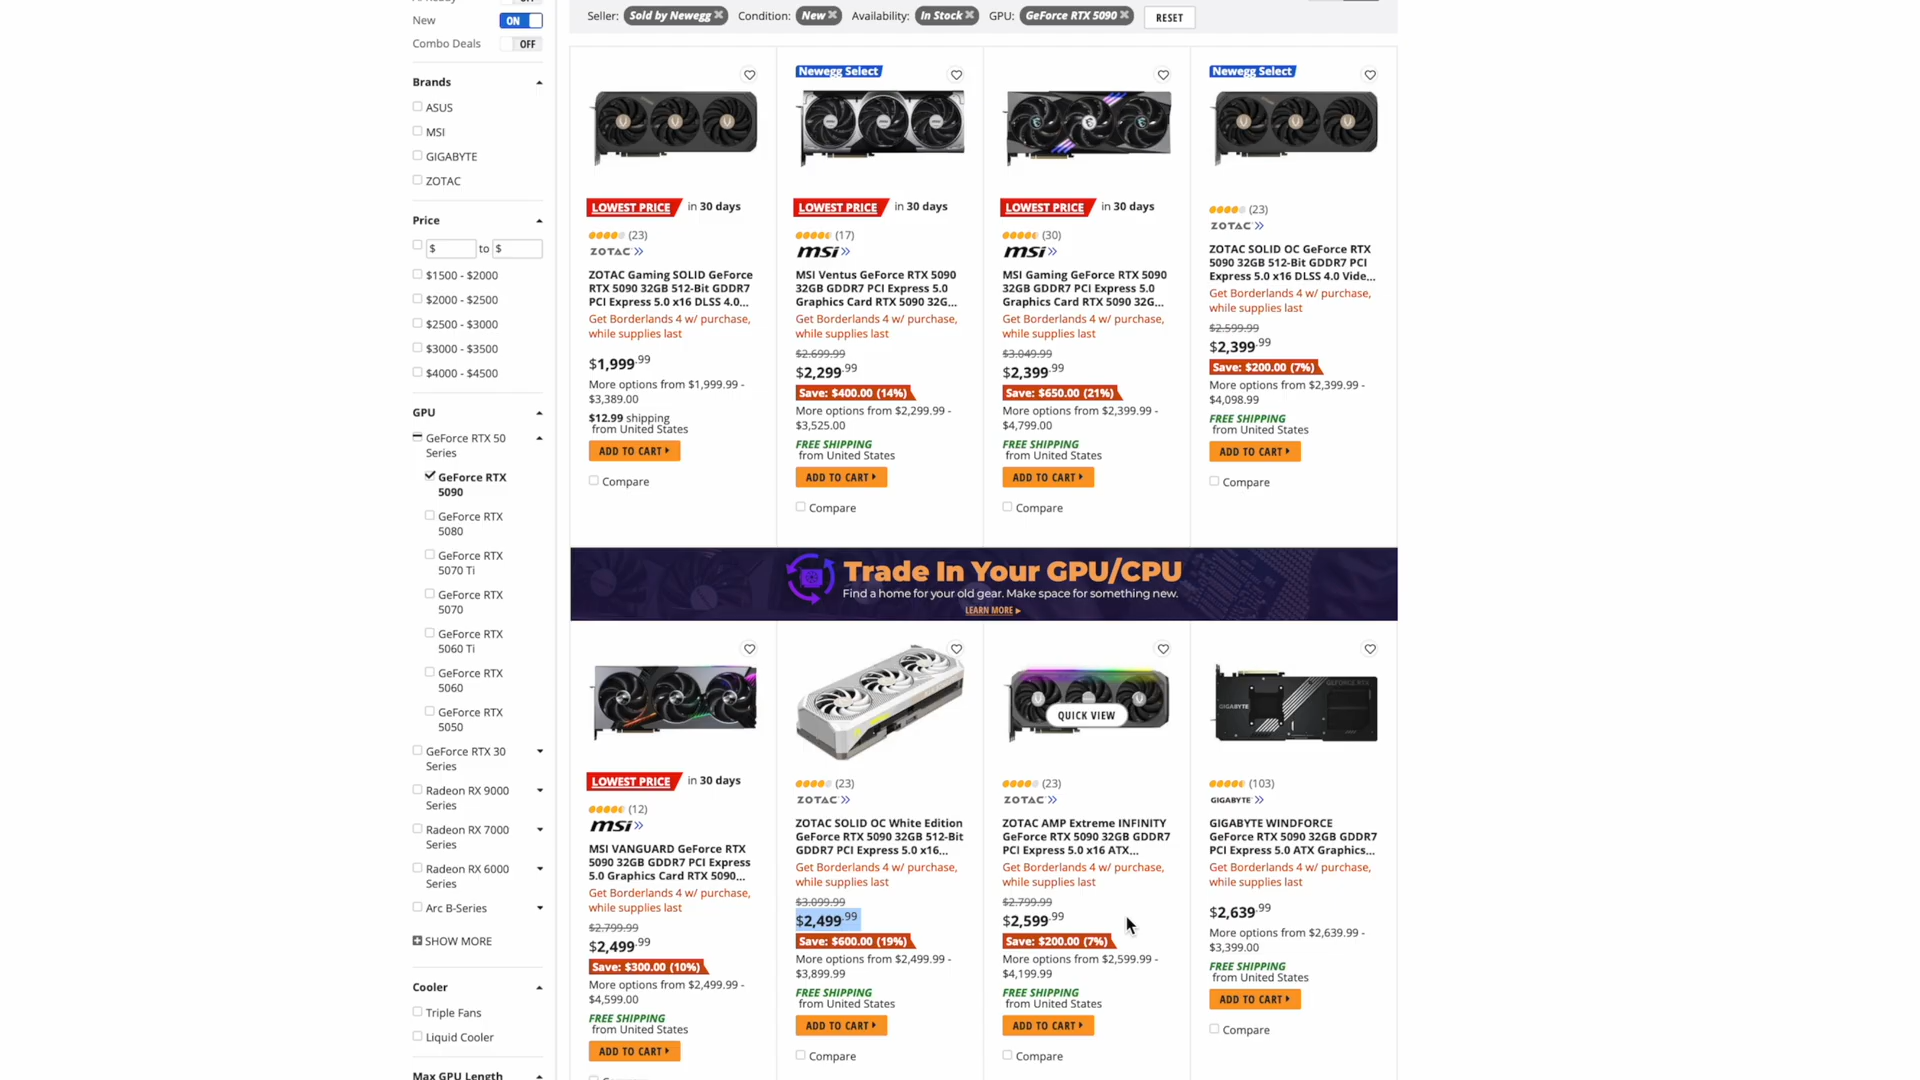 New
ON
Combo Deals
OFF
Brands
ASUS
MSI
GIGABYTE
ZOTAC
Price
$ to $
$1500 - $2000
$2000 - $2500
$2500 - $3000
$3000 - $3500
$4000 - $4500
GPU
GeForce RTX 50
Series
GeForce RTX
5090
GeForce RTX
5080
GeForce RTX
5070 Ti
GeForce RTX
5070
GeForce RTX
5060 Ti
GeForce RTX
5060
GeForce RTX
5050
GeForce RTX 30
Series
Radeon RX 9000
Series
Radeon RX 7000
Series
Radeon RX 6000
Series
Arc B-Series
SHOW MORE
Cooler
Triple Fans
Liquid Cooler
Max GPU Length
Seller: Sold by Newegg Condition: New Availability: In Stock GPU: GeForce RTX 5090 RESET
LOWEST PRICE in 30 days
(23)
ZOTAC
ZOTAC Gaming SOLID GeForce
RTX 5090 32GB 512-Bit GDDR7
PCI Express 5.0 x16 DLSS 4.0...
Get Borderlands 4 w/ purchase,
while supplies last
$1,999.99
More options from $1,999.99 -
$3,389.00
$12.99 shipping
from United States
ADD TO CART
Compare
Newegg Select
LOWEST PRICE in 30 days
(17)
msi
MSI Ventus GeForce RTX 5090
32GB GDDR7 PCI Express 5.0
Graphics Card RTX 5090 32G...
Get Borderlands 4 w/ purchase,
while supplies last
$2,699.99
$2,299.99
Save: $400.00 (14%)
More options from $2,299.99 -
$3,525.00
FREE SHIPPING
from United States
ADD TO CART
Compare
LOWEST PRICE in 30 days
(30)
msi
MSI Gaming GeForce RTX 5090
32GB GDDR7 PCI Express 5.0
Graphics Card RTX 5090 32G...
Get Borderlands 4 w/ purchase,
while supplies last
$3,049.99
$2,399.99
Save: $650.00 (21%)
More options from $2,399.99 -
$4,799.00
FREE SHIPPING
from United States
ADD TO CART
Compare
Newegg Select
(23)
ZOTAC
ZOTAC SOLID OC GeForce RTX
5090 32GB 512-Bit GDDR7 PCI
Express 5.0 x16 DLSS 4.0 Vide...
Get Borderlands 4 w/ purchase,
while supplies last
$2,599.99
$2,399.99
Save: $200.00 (7%)
More options from $2,399.99 -
$4,098.99
FREE SHIPPING
from United States
ADD TO CART
Compare
Trade In Your GPU/CPU
Find a home for your old gear. Make space for something new.
LEARN MORE
LOWEST PRICE in 30 days
(12)
msi
MSI VANGUARD GeForce RTX
5090 32GB GDDR7 PCI Express
5.0 Graphics Card RTX 5090...
Get Borderlands 4 w/ purchase,
while supplies last
$2,799.99
$2,499.99
Save: $300.00 (10%)
More options from $2,499.99 -
$4,599.00
FREE SHIPPING
from United States
ADD TO CART
(23)
ZOTAC
ZOTAC SOLID OC White Edition
GeForce RTX 5090 32GB 512-Bit
GDDR7 PCI Express 5.0 x16...
Get Borderlands 4 w/ purchase,
while supplies last
$3,099.99
$2,499.99
Save: $600.00 (19%)
More options from $2,499.99 -
$3,899.99
FREE SHIPPING
from United States
ADD TO CART
Compare
QUICK VIEW
(23)
ZOTAC
ZOTAC AMP Extreme INFINITY
GeForce RTX 5090 32GB GDDR7
PCI Express 5.0 x16 ATX...
Get Borderlands 4 w/ purchase,
while supplies last
$2,799.99
$2,599.99
Save: $200.00 (7%)
More options from $2,599.99 -
$4,199.99
FREE SHIPPING
from United States
ADD TO CART
Compare
GIGABYTE
GEFORCE RTX
(103)
GIGABYTE
GIGABYTE WINDFORCE
GeForce RTX 5090 32GB GDDR7
PCI Express 5.0 ATX Graphics...
Get Borderlands 4 w/ purchase,
while supplies last
$2,639.99
More options from $2,639.99 -
$3,399.00
FREE SHIPPING
from United States
ADD TO CART
Compare